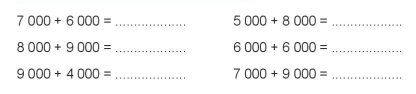 7 000 + 6 000 = ................... 5 000 + 8 000 = ...................
8 000 + 9 000 = ................... 6 000 + 6 000 = ...................
9 000 + 4 000 = ................... 7 000 + 9 000 = ...................